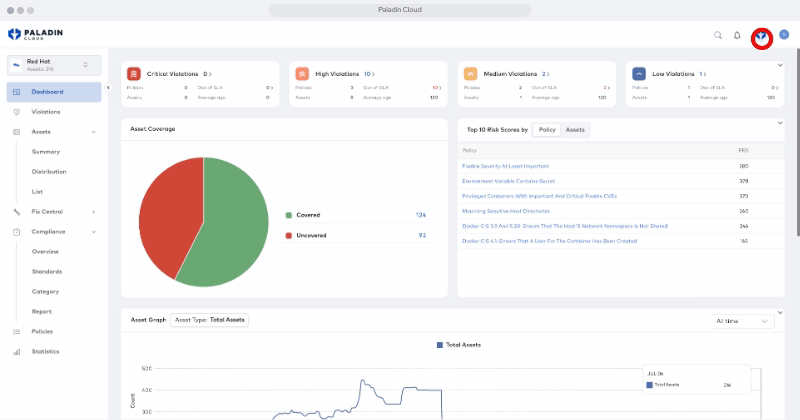 Paladin Cloud
PALADIN
CLOUD
Red Hat
Assets: 216
Dashboard
Violations
Assets
Summary
Distribution
List
Fix Central
Compliance
Overview
Standards
Category
Report
Policies
Statistics
Critical Violations 0
Policies 0 Out of SLA 0
Assets 0 Average age 0
High Violations 10
Policies 3 Out of SLA 10
Assets 8 Average age 120
Medium Violations 2
Policies 2 Out of SLA 2
Assets 1 Average age 120
Low Violations 1
Policies 1 Out of SLA 0
Assets 1 Average age 120
Asset Coverage
Covered 124
Uncovered 92
Top 10 Risk Scores by Policy Assets
Policy PRS
Fixable Severity At Least Important 380
Environment Variable Contains Secret 379
Privileged Containers With Important And Critical Fixable CVEs 373
Mounting Sensitive Host Directories
Docker CIS 5.9 And 5.20: Ensure That The Host'S Network Namespace Is Not Shared
Docker CIS 4.1: Ensure That A User For The Container Has Been Created
Asset Graph Asset Type: Total Assets
All time
Total Assets
500
400
300
Count
JUL 06
Total Assets 216